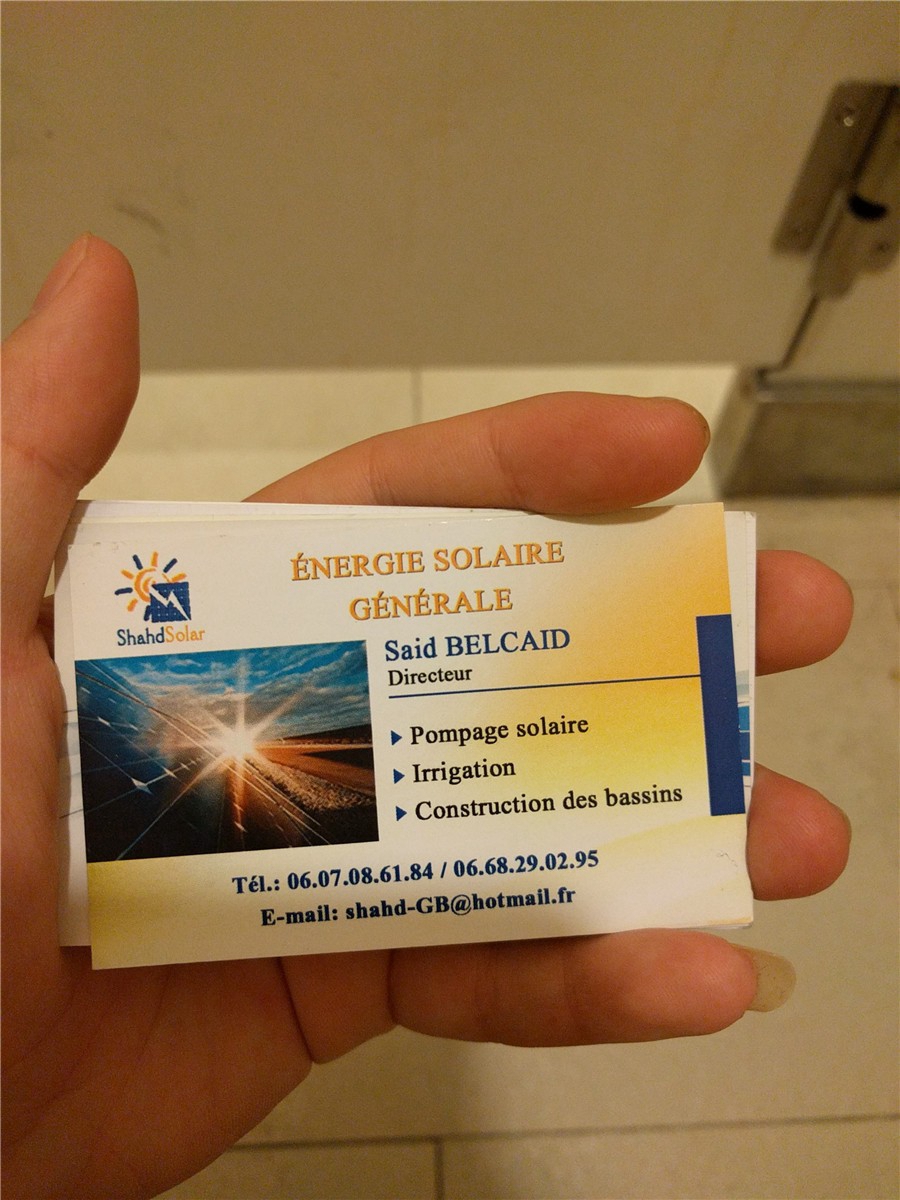 ÉNERGIE SOLAIRE
GÉNÉRALE
ShahdSolar
Said BELCAID
Directeur
Pompage solaire
Irrigation
Construction des bassins
Tél.: 06.07.08.61.84 / 06.68.29.02.95
E-mail: shahd-GB@hotmail.fr